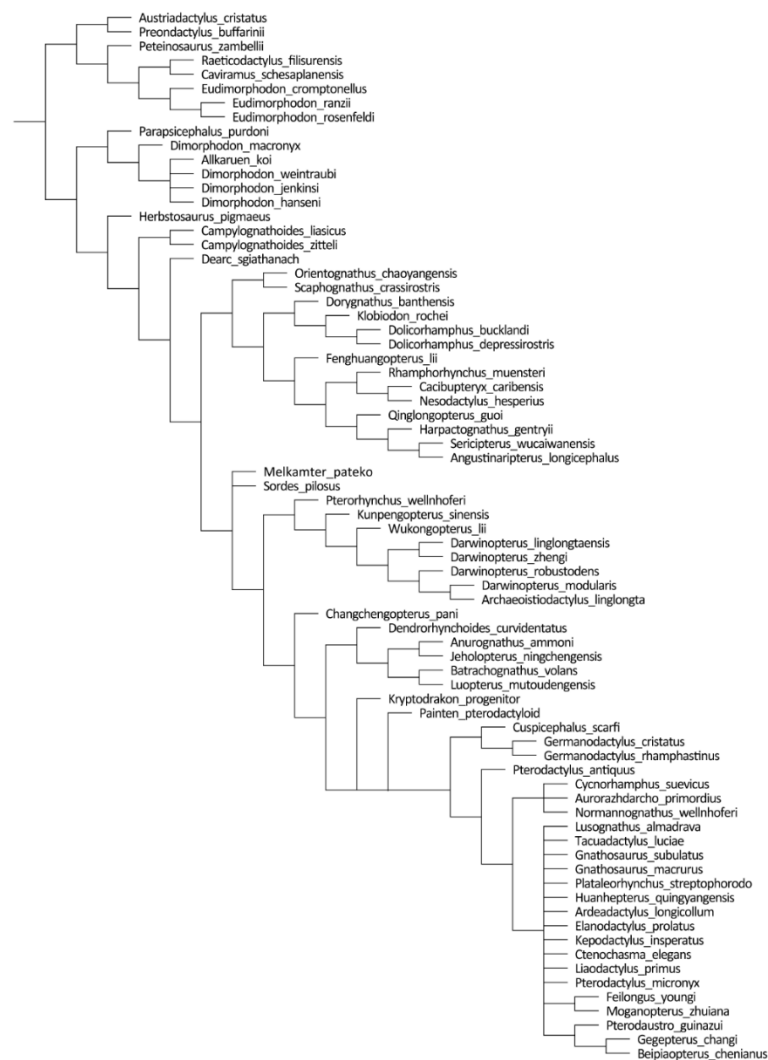 Austriadactylus_cristatus
Preondactylus_buffarinii
Peteinosaurus_zambellii
Raeticodactylus_filisurensis
Caviramus_schesaplanensis
Eudimorphodon_cromptonellus
Eudimorphodon_ranzii
Eudimorphodon_rosenfeldi
Parapsicephalus_purdoni
Dimorphodon_macronyx
Allkaruen_koi
Dimorphodon_weintraubi
Dimorphodon_jenkinsi
Dimorphodon_hanseni
Herbstosaurus_pigmaeus
Campylognathoides_liasicus
Campylognathoides_zitteli
Dearc_sgiathanach
Orientognathus_chaoyangensis
Scaphognathus_crassirostris
Dorygnathus_banthensis
Klobiodon_rochei
Dolicorhamphus_bucklandi
Dolicorhamphus_depressirostris
Fenghuangopterus_lii
Rhamphorhynchus_muensteri
Cacibupteryx_caribensis
Nesodactylus_hesperius
Qinglongopterus_guoi
Harpactognathus_gentryii
Sericipterus_wucaiwanensis
Angustinaripterus_longicephalus
Melkamter_pateko
Sordes_pilosus
Pterorhynchus_wellnhoferi
Kunpengopterus_sinensis
Wukongopterus_lii
Darwinopterus_linglongtaensis
Darwinopterus_zhengi
Darwinopterus_robustodens
Darwinopterus_modularis
Archaeoistiodactylus_linglongta
Changchengopterus_pani
Dendrorhynchoides_curvidentatus
Anurognathus_ammoni
Jeholopterus_ningchengensis
Batrachognathus_volans
Luopterus_mutoudengensis
Kryptodrakon_progenitor
Painten_pterodactyloid
Cuspicephalus_scarfi
Germanodactylus_cristatus
Germanodactylus_rhamphastinus
Pterodactylus_antiquus
Cycnorhamphus_suevicus
Aurorazhdarcho_primordius
Normannognathus_wellnhoferi
Lusognathus_almadrava
Tacuadactylus_luciae
Gnathosaurus_subulatus
Gnathosaurus_macrurus
Plataleorhynchus_streptophorodo
Huanhepterus_quingyangensis
Ardeadactylus_longicollum
Elanodactylus_prolatus
Kepodactylus_insperatus
Ctenochasma_elegans
Liaodactylus_primus
Pterodactylus_micronyx
Feilongus_youngi
Moganopterus_zhuiana
Pterodaustro_guinazui
Gegepterus_changi
Beipiaopterus_chenianus